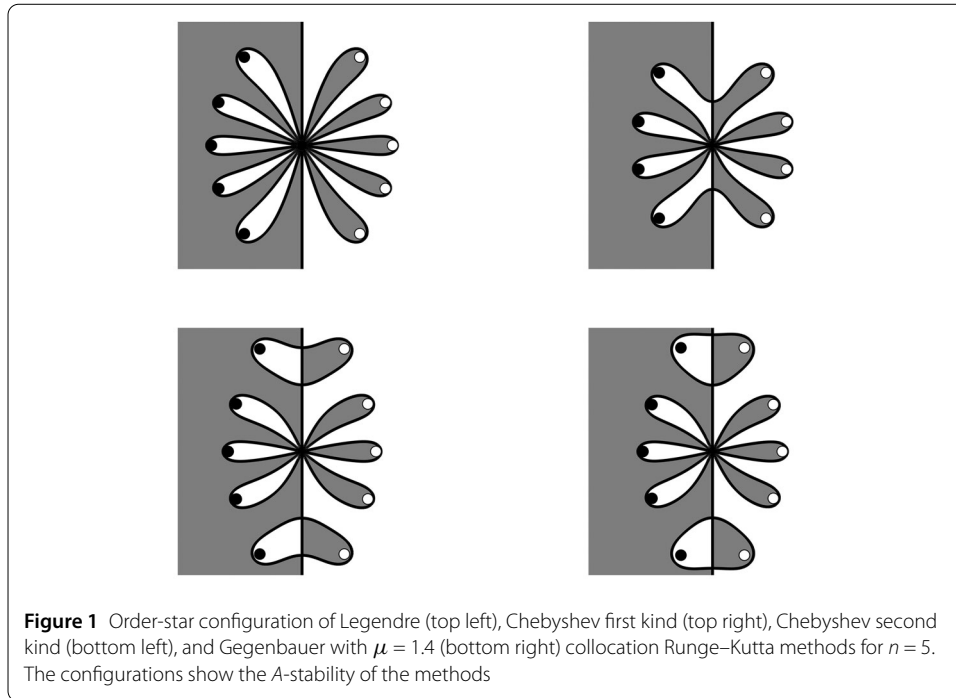 Figure 1 Order-star configuration of Legendre (top left), Chebyshev first kind (top right), Chebyshev second
kind (bottom left), and Gegenbauer with μ = 1.4 (bottom right) collocation Runge–Kutta methods for n = 5.
The configurations show the A-stability of the methods